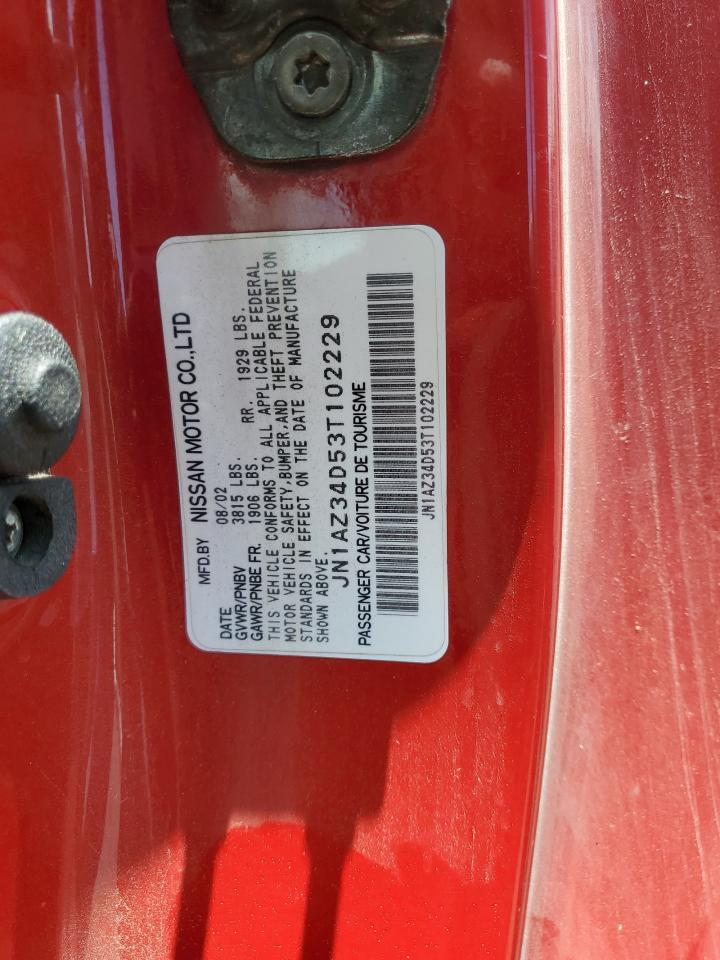 MFD.BY NISSAN MOTOR CO.,LTD
DATE 08/02
GVWR/PNBV 3815 LBS.
GAWR/PNBE FR. 1906 LBS. RR. 1929 LBS.
THIS VEHICLE CONFORMS TO ALL APPLICABLE FEDERAL
MOTOR VEHICLE SAFETY,BUMPER,AND THEFT PREVENTION
STANDARDS IN EFFECT ON THE DATE OF MANUFACTURE
SHOWN ABOVE.
JN1AZ34D53T102229
PASSENGER CAR/VOITURE DE TOURISME
JN1AZ34D53T102229